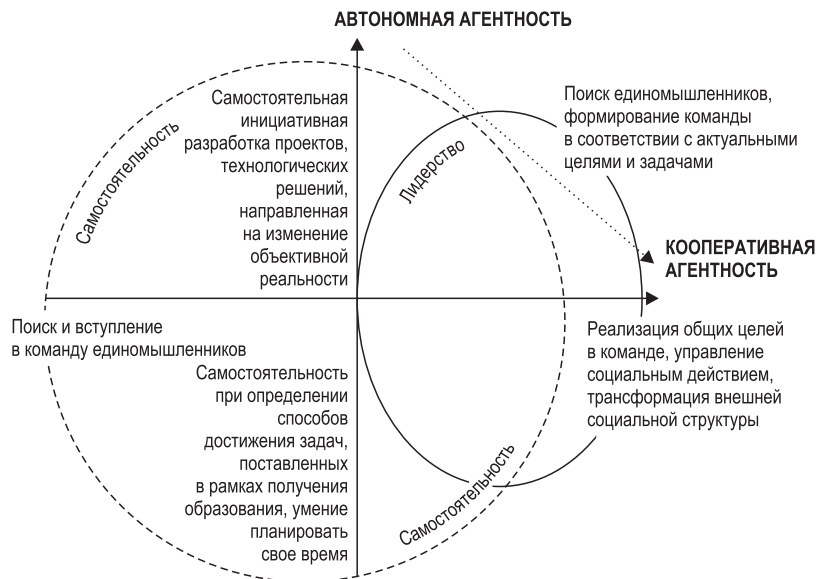 АВТОНОМНАЯ АГЕНТНОСТЬ
Самостоятельность
Самостоятельная
инициативная
разработка проектов,
технологических
решений,
направленная
на изменение
объективной
реальности
Лидерство
Поиск единомышленников,
формирование команды
в соответствии с актуальными
целями и задачами
КООПЕРАТИВНАЯ
АГЕНТНОСТЬ
Поиск и вступление
в команду единомышленников
Самостоятельность
при определении
способов
достижения задач,
поставленных
в рамках получения
образования, умение
планировать
свое время
Самостоятельность
Реализация общих целей
в команде, управление
социальным действием,
трансформация внешней
социальной структуры